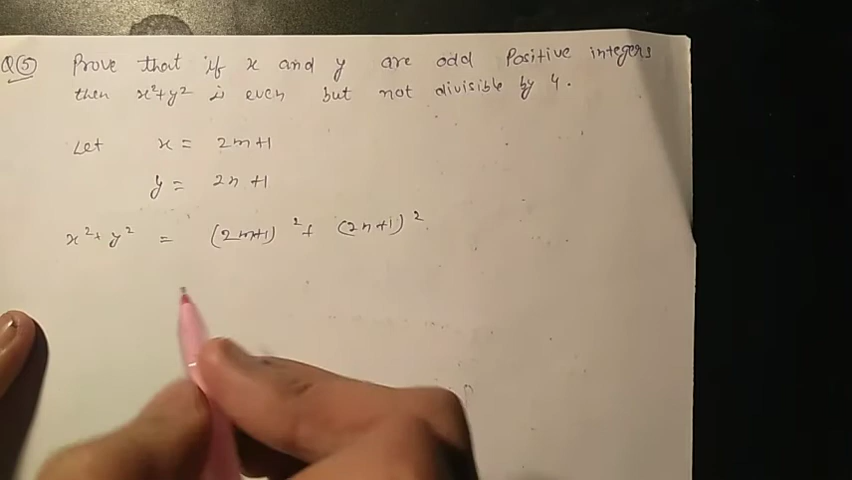 Q⑤ Prove that if x and y are odd Positive integers
then x²+y² is even but not divisible by 4.
Let x = 2m+1
y = 2n+1
x²+y² = (2m+1)²+ (2n+1)²